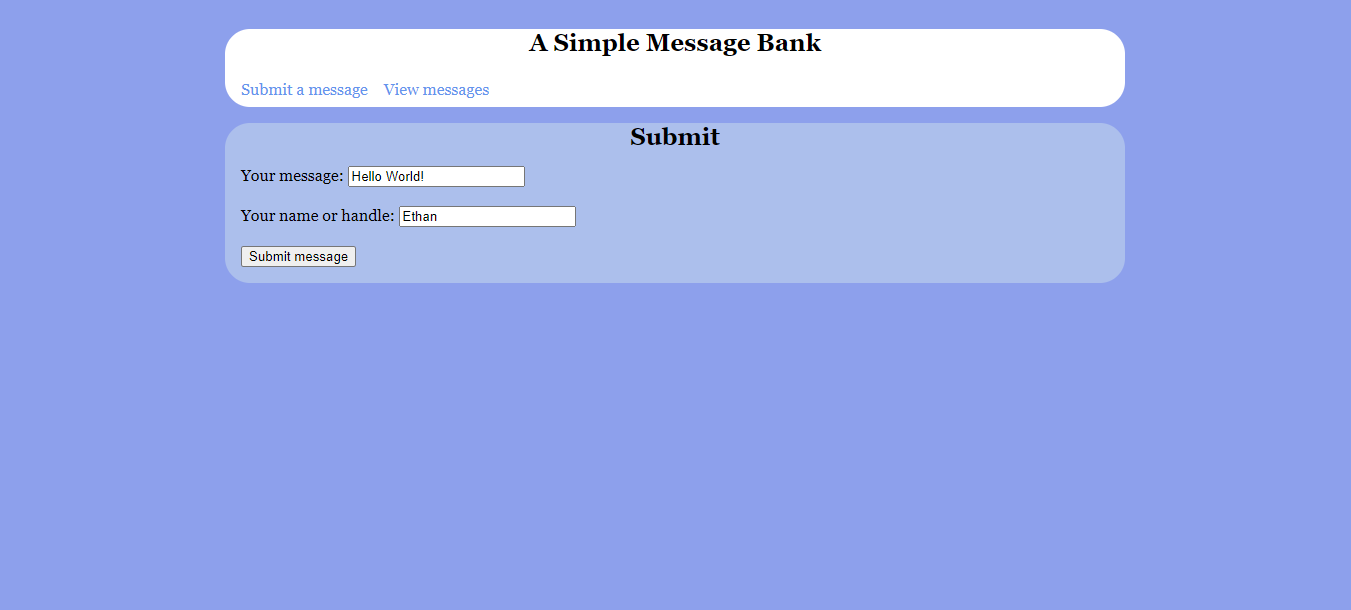 A Simple Message Bank
Submit a message View messages
Submit
Your message: Hello World!
Your name or handle: Ethan
Submit message